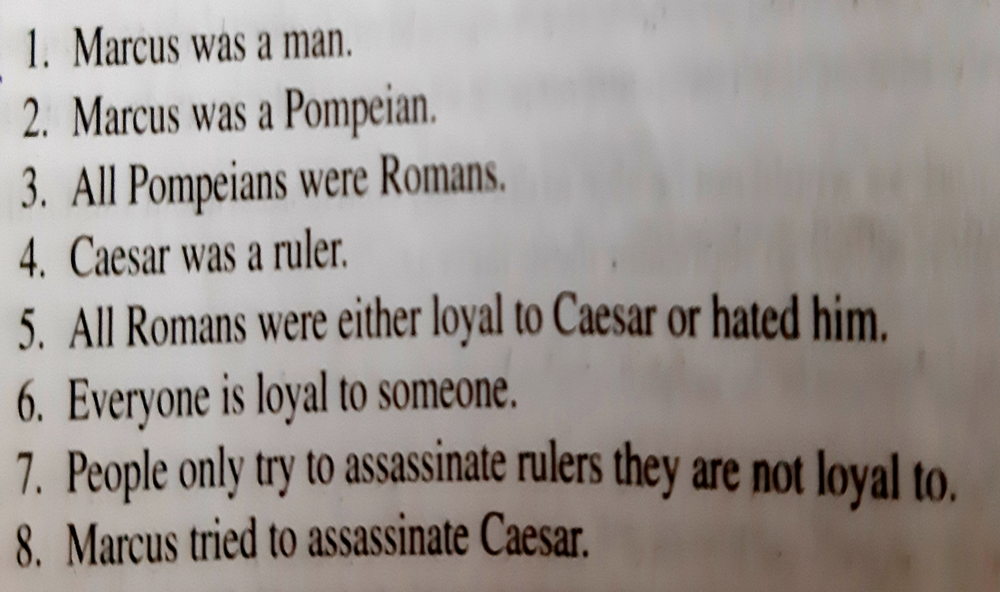 1. Marcus was a man.
2. Marcus was a Pompeian.
3. All Pompeians were Romans.
4. Caesar was a ruler.
5. All Romans were either loyal to Caesar or hated him.
6. Everyone is loyal to someone.
7. People only try to assassinate rulers they are not loyal to.
8. Marcus tried to assassinate Caesar.